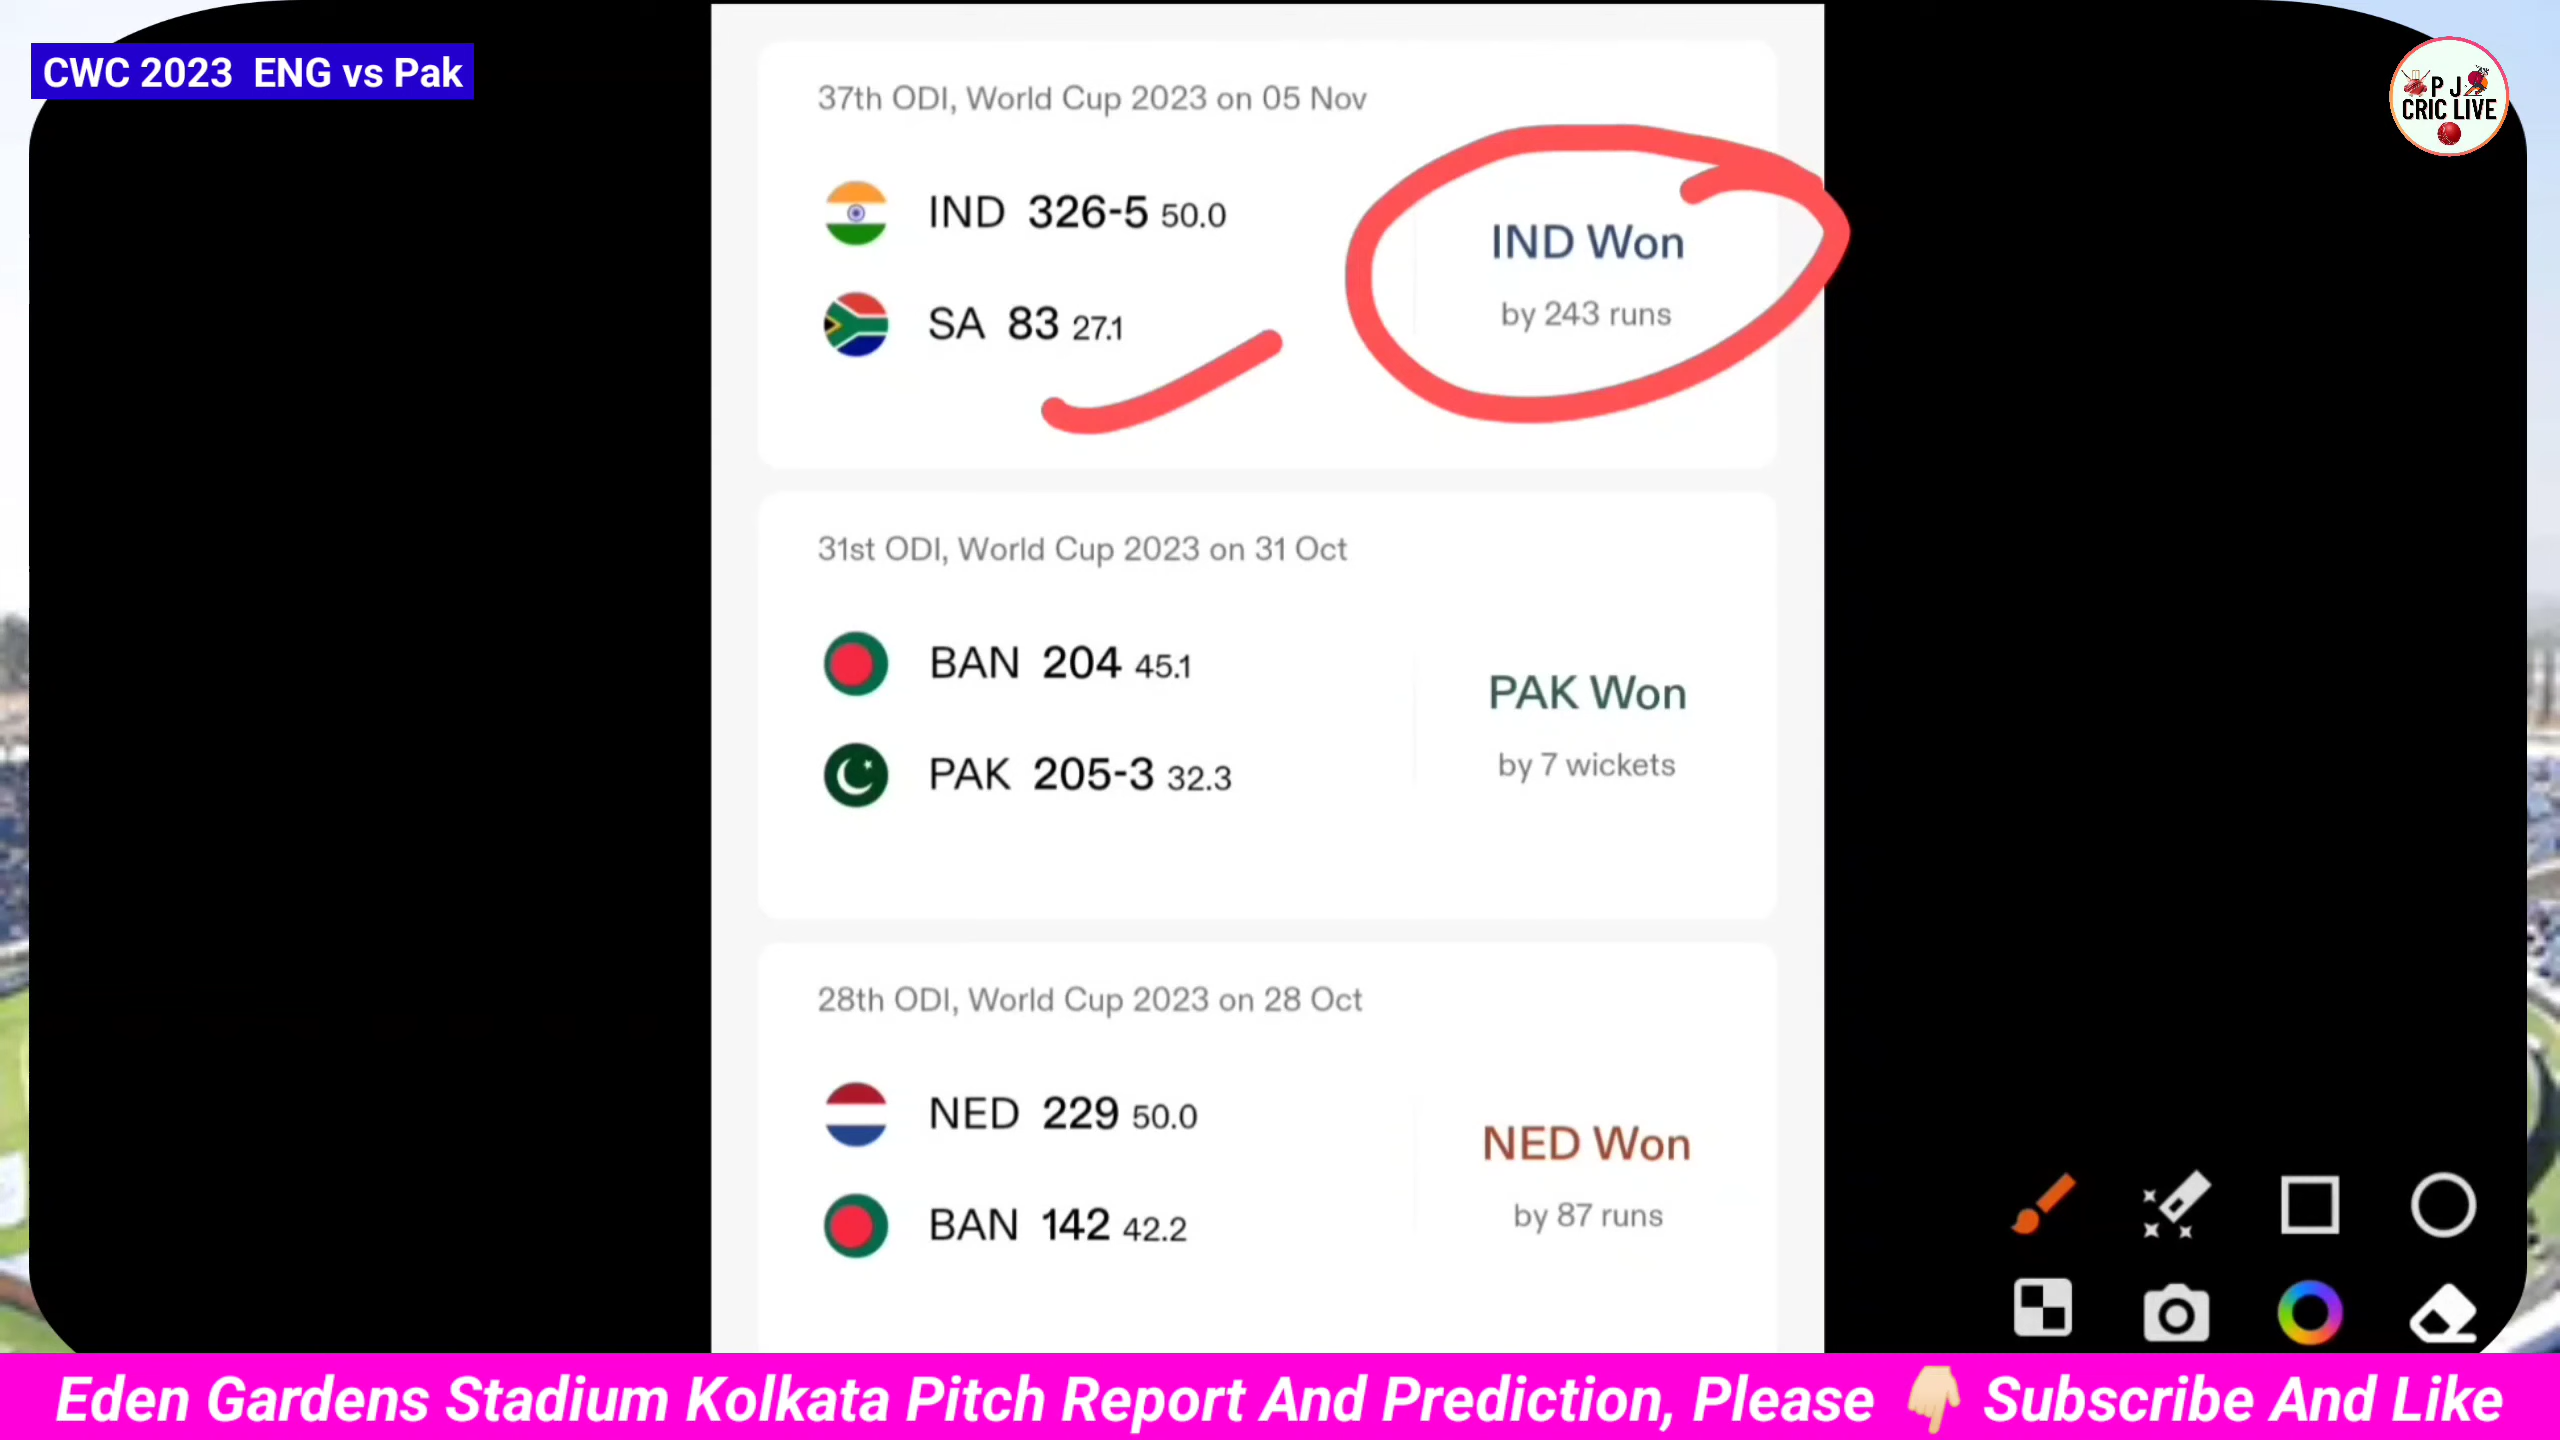 CWC 2023 ENG vs Pak
P J
CRIC LIVE
37th ODI, World Cup 2023 on 05 Nov
IND 326-5 50.0
SA 83 27.1
IND Won
by 243 runs
31st ODI, World Cup 2023 on 31 Oct
BAN 204 45.1
PAK 205-3 32.3
PAK Won
by 7 wickets
28th ODI, World Cup 2023 on 28 Oct
NED 229 50.0
BAN 142 42.2
NED Won
by 87 runs
Eden Gardens Stadium Kolkata Pitch Report And Prediction, Please 👇🏼 Subscribe And Like